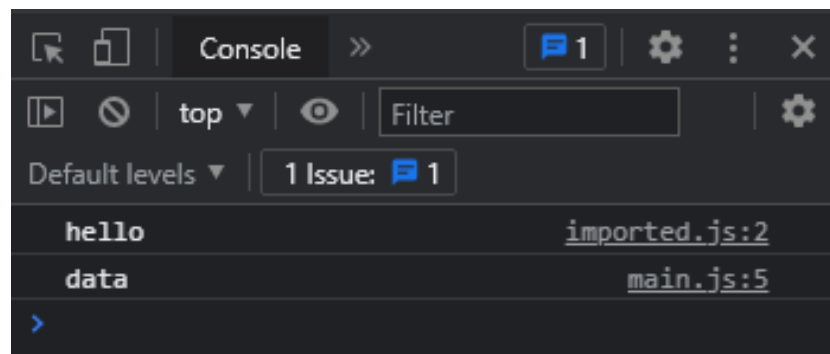 Console » 1
top Filter
Default levels 1 Issue: 1
hello imported.js:2
data main.js:5
>